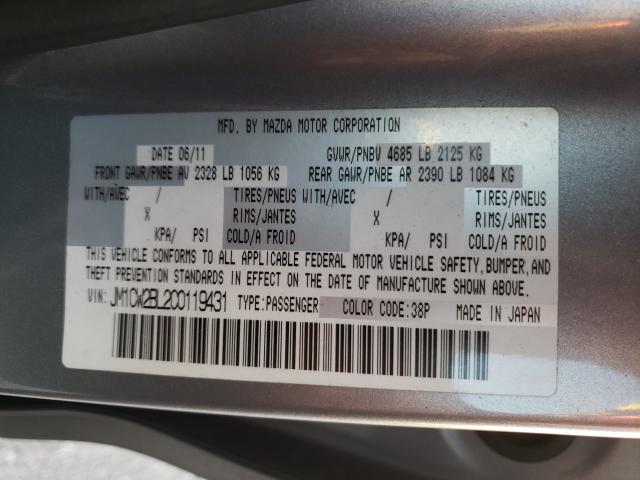 MFD. BY MAZDA MOTOR CORPORATION
DATE 06/11 GVWR/PNBV 4685 LB 2125 KG
FRONT GAWR/PNBE AV 2328 LB 1056 KG REAR GAWR/PNBE AR 2390 LB 1084 KG
WITH/AVEC / TIRES/PNEUS WITH/AVEC / TIRES/PNEUS
X RIMS/JANTES X RIMS/JANTES
KPA/ PSI COLD/A FROID KPA/ PSI COLD/A FROID
THIS VEHICLE CONFORMS TO ALL APPLICABLE FEDERAL MOTOR VEHICLE SAFETY, BUMPER, AND
THEFT PREVENTION STANDARDS IN EFFECT ON THE DATE OF MANUFACTURE SHOWN ABOVE.
VIN: JM1CW2BL2C0119431 TYPE:PASSENGER COLOR CODE:38P MADE IN JAPAN